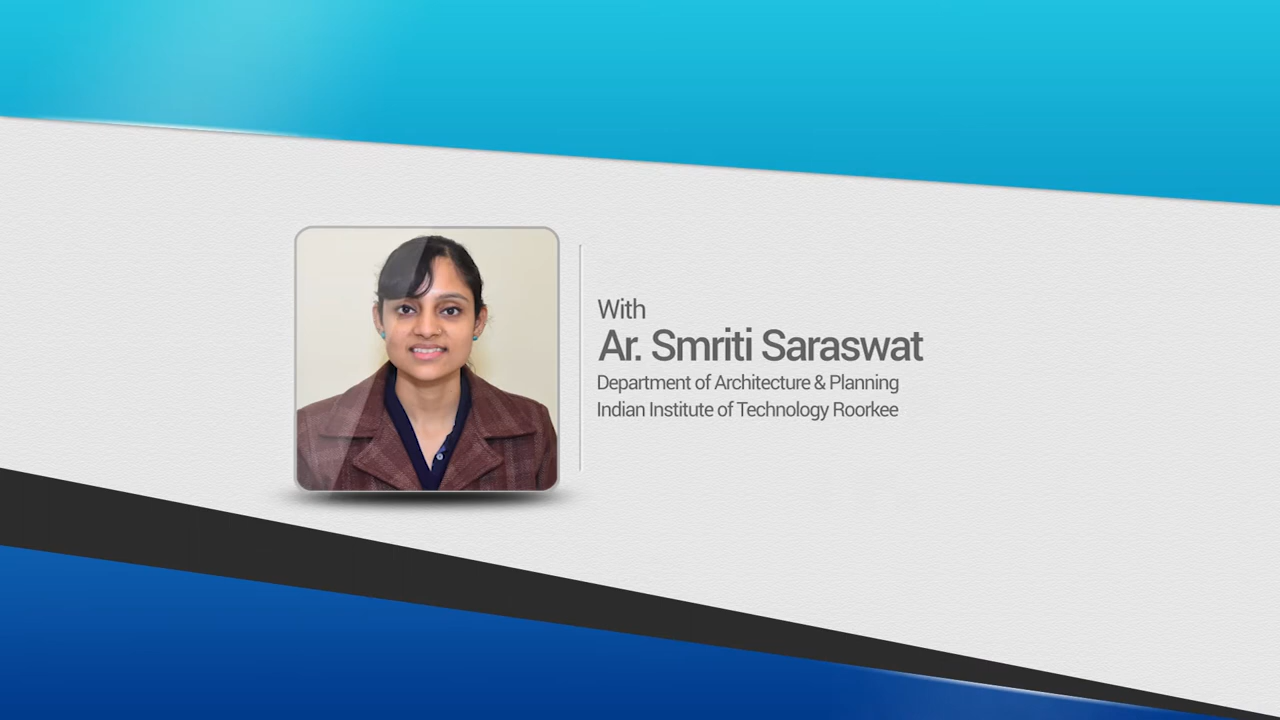 With
Ar. Smriti Saraswat
Department of Architecture & Planning
Indian Institute of Technology Roorkee